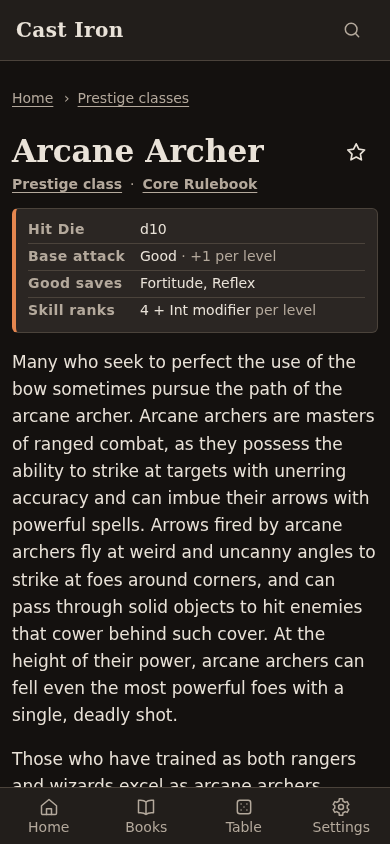 Cast Iron
Home › Prestige classes
Arcane Archer
Prestige class · Core Rulebook
Hit Die d10
Base attack Good · +1 per level
Good saves Fortitude, Reflex
Skill ranks 4 + Int modifier per level
Many who seek to perfect the use of the
bow sometimes pursue the path of the
arcane archer. Arcane archers are masters
of ranged combat, as they possess the
ability to strike at targets with unerring
accuracy and can imbue their arrows with
powerful spells. Arrows fired by arcane
archers fly at weird and uncanny angles to
strike at foes around corners, and can
pass through solid objects to hit enemies
that cower behind such cover. At the
height of their power, arcane archers can
fell even the most powerful foes with a
single, deadly shot.
Those who have trained as both rangers
and wizards excel as arcane archers
Home Books Table Settings